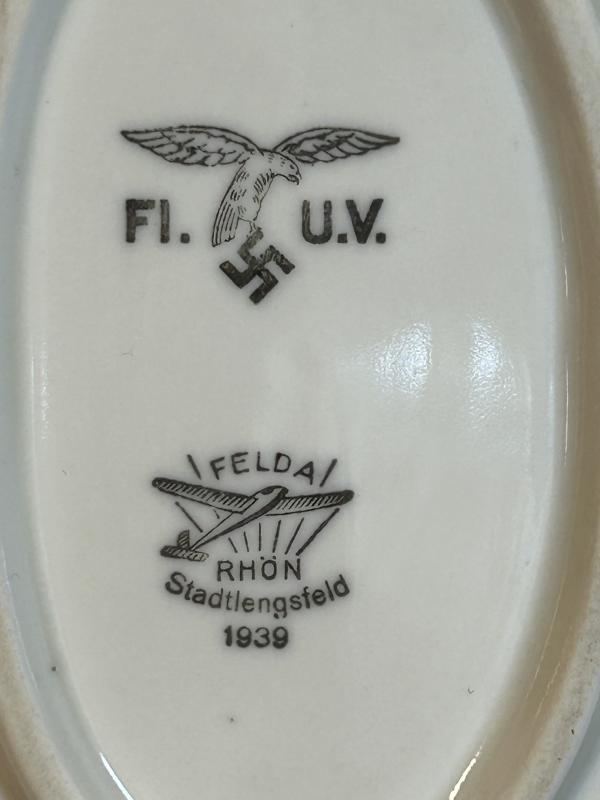 Fl. U.V.
FELDA
RHÖN
Stadtlengsfeld
1939